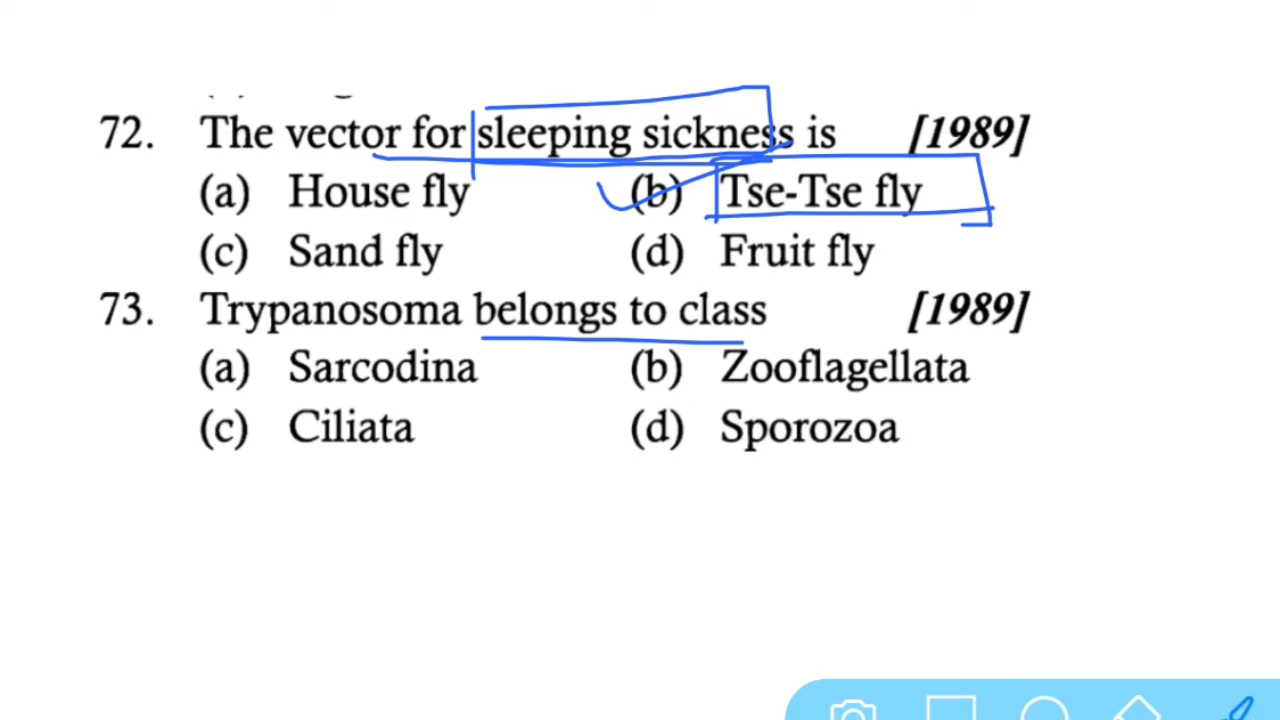 72. The vector for sleeping sickness is [1989]
(a) House fly (b) Tse-Tse fly
(c) Sand fly (d) Fruit fly
73. Trypanosoma belongs to class [1989]
(a) Sarcodina (b) Zooflagellata
(c) Ciliata (d) Sporozoa